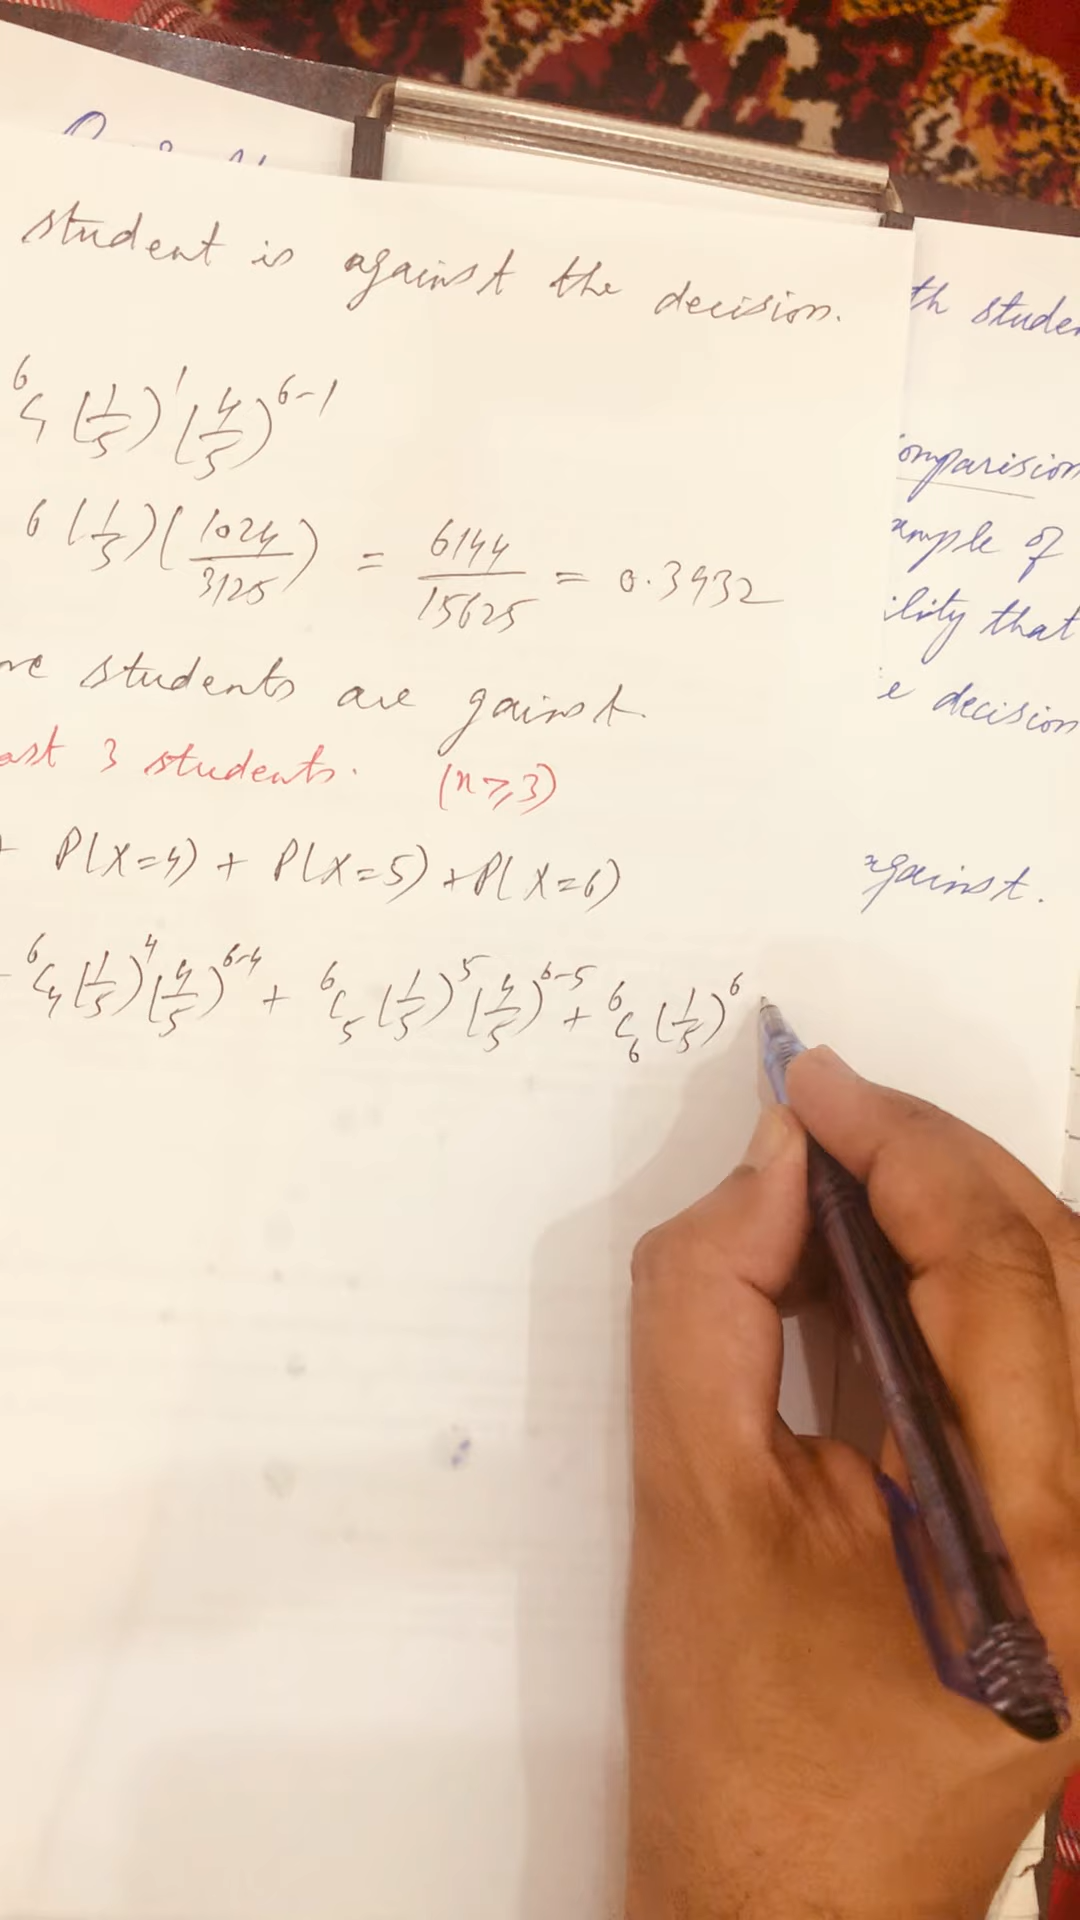 student is against the decision.
⁶C₁ (1/5)¹ (4/5)⁶⁻¹
6 (1/5) (1024/3125) = 6144/15625 = 0.3932
re students are gainst.
ast 3 students. (n ≥ 3)
+ P(X=4) + P(X=5) + P(X=6)
⁶C₄ (1/5)⁴ (4/5)⁶⁻⁴ + ⁶C₅ (1/5)⁵ (4/5)⁶⁻⁵ + ⁶C₆ (1/5)⁶
th studen
omparision
ample of
ility that
e decision
against.